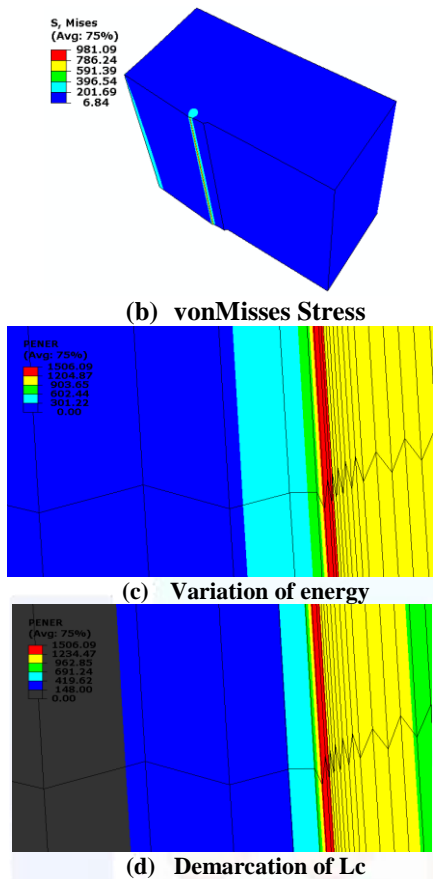 S, Mises
(Avg: 75%)
981.09
786.24
591.39
396.54
201.69
6.84
(b) vonMisses Stress
PENER
(Avg: 75%)
1506.09
1204.87
903.65
602.44
301.22
0.00
(c) Variation of energy
PENER
(Avg: 75%)
1506.09
1234.47
962.85
691.24
419.62
148.00
0.00
(d) Demarcation of Lc